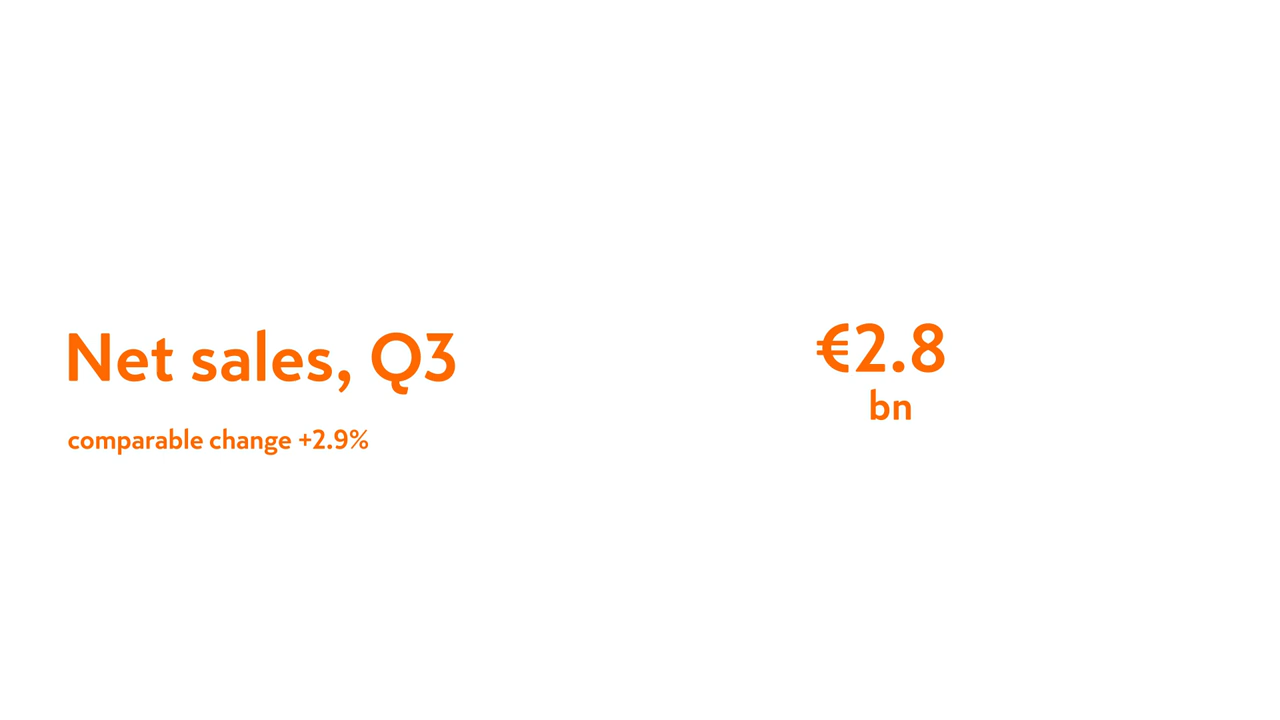 Net sales, Q3
comparable change +2.9%
€2.8
bn